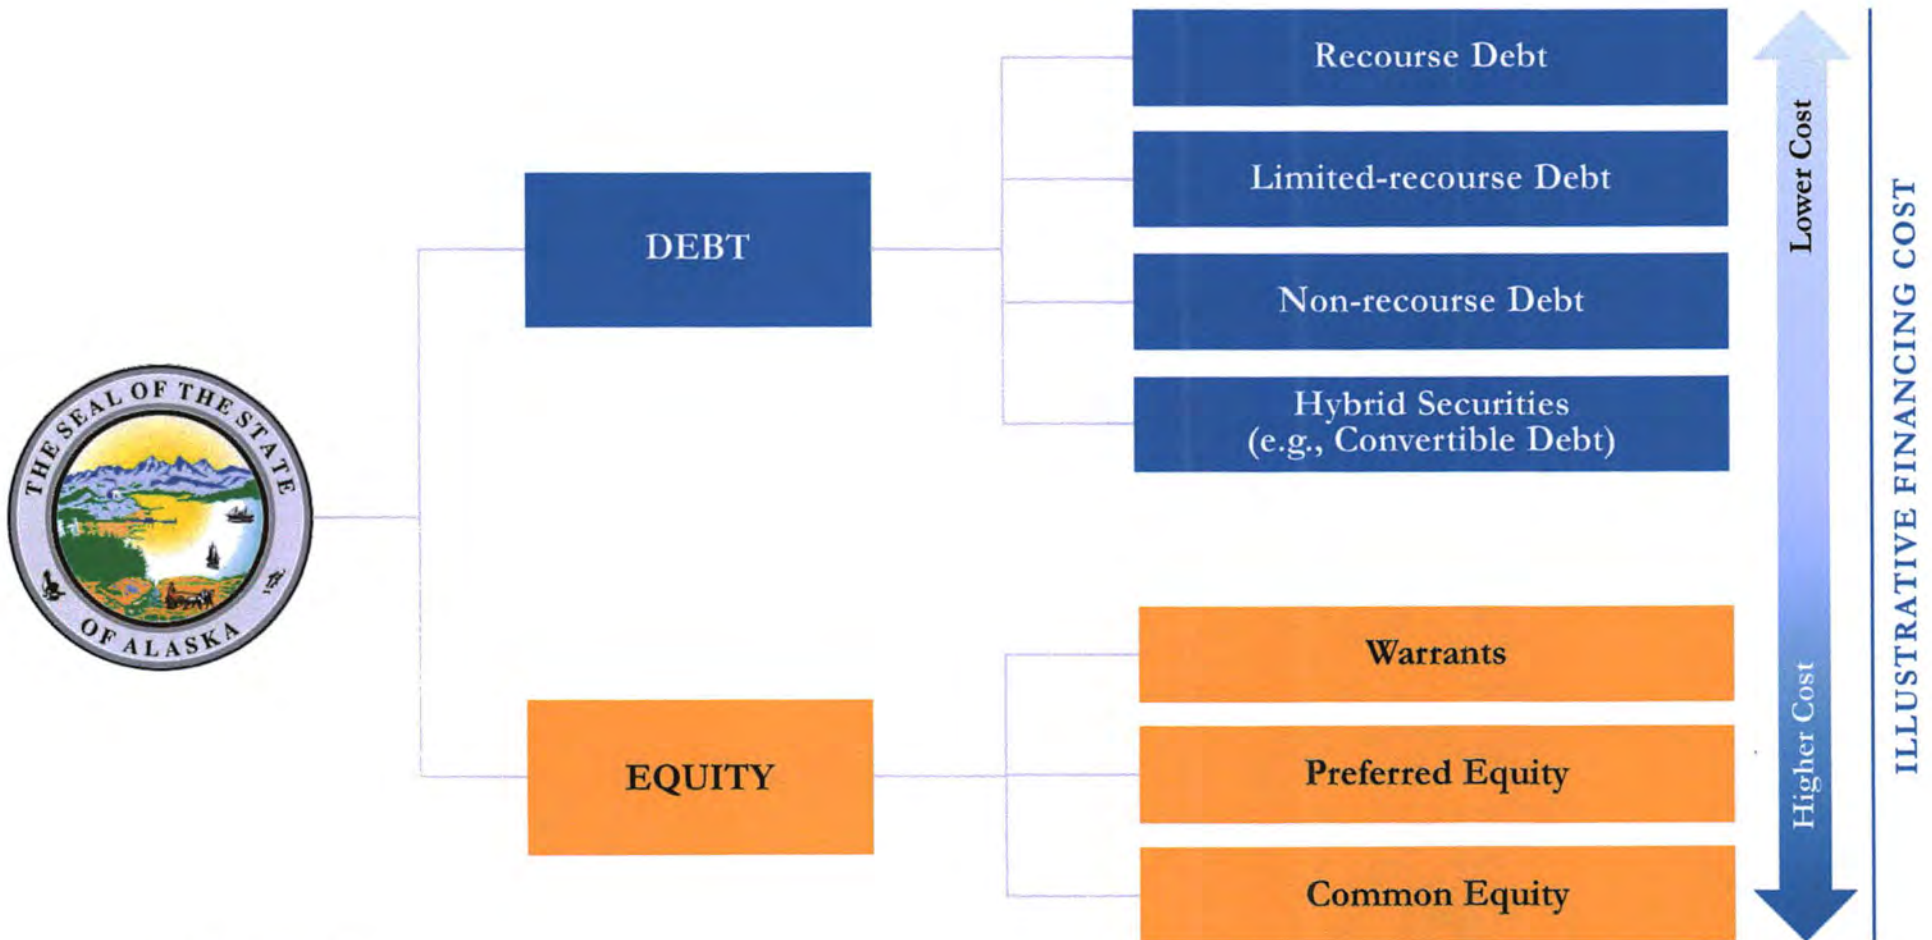 THE SEAL OF THE STATE
OF ALASKA
DEBT
Recourse Debt
Limited-recourse Debt
Non-recourse Debt
Hybrid Securities
(e.g., Convertible Debt)
EQUITY
Warrants
Preferred Equity
Common Equity
Lower Cost
Higher Cost
ILLUSTRATIVE FINANCING COST